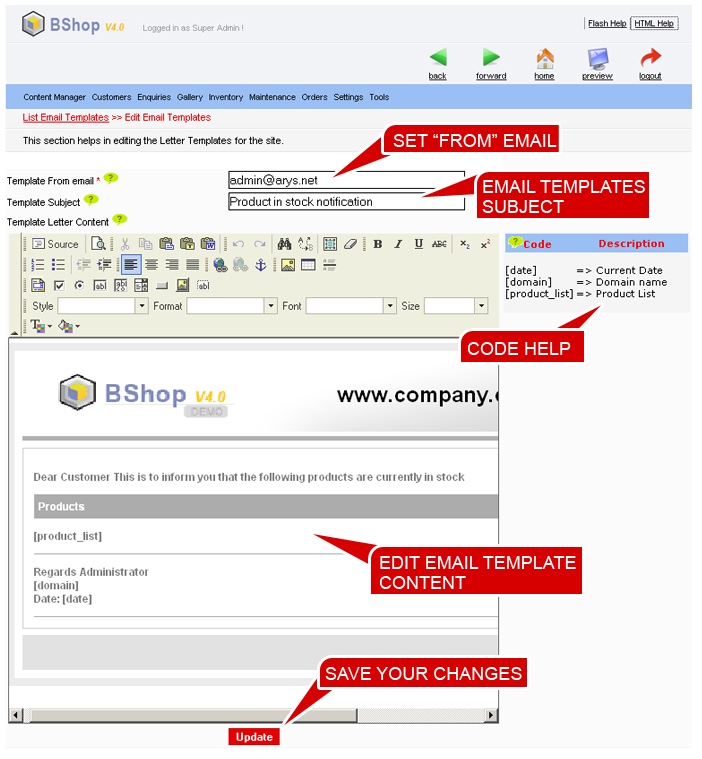 BShop V4.0
Logged in as Super Admin !
Flash Help
HTML Help
back
forward
home
preview
logout
Content Manager Customers Enquiries Gallery Inventory Maintenance Orders Settings Tools
List Email Templates >> Edit Email Templates
This section helps in editing the Letter Templates for the site.
SET “FROM” EMAIL
Template From email * ?
admin@arys.net
EMAIL TEMPLATES
SUBJECT
Template Subject ?
Product in stock notification
Template Letter Content ?
Source
B I U ABC x₂ x²
?Code Description
[date] => Current Date
[domain] => Domain name
[product_list] => Product List
Style Format Font Size
CODE HELP
BShop V4.0
DEMO
www.company.
Dear Customer This is to inform you that the following products are currently in stock
Products
[product_list]
EDIT EMAIL TEMPLATE
CONTENT
Regards Administrator
[domain]
Date: [date]
SAVE YOUR CHANGES
Update